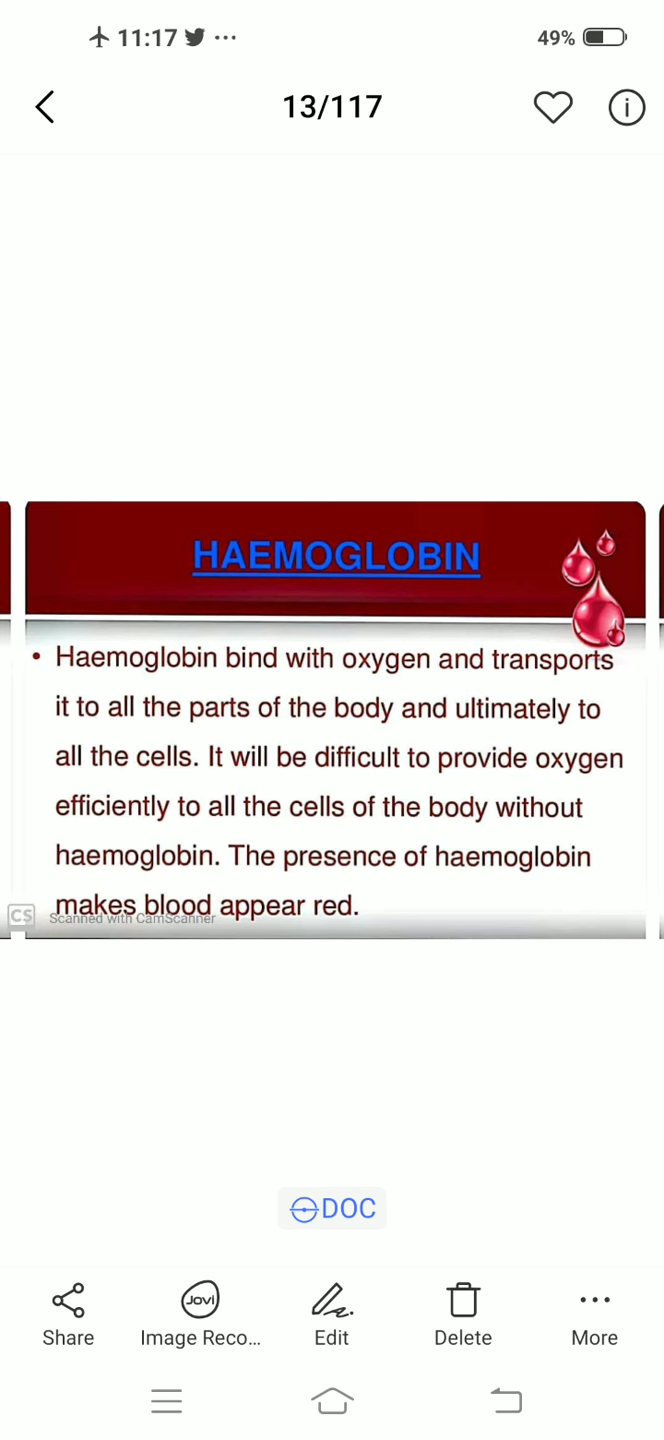 11:17 ...
49%
13/117
HAEMOGLOBIN
• Haemoglobin bind with oxygen and transports
it to all the parts of the body and ultimately to
all the cells. It will be difficult to provide oxygen
efficiently to all the cells of the body without
haemoglobin. The presence of haemoglobin
makes blood appear red.
CS Scanned with CamScanner
DOC
Jovi
Share Image Reco... Edit Delete More